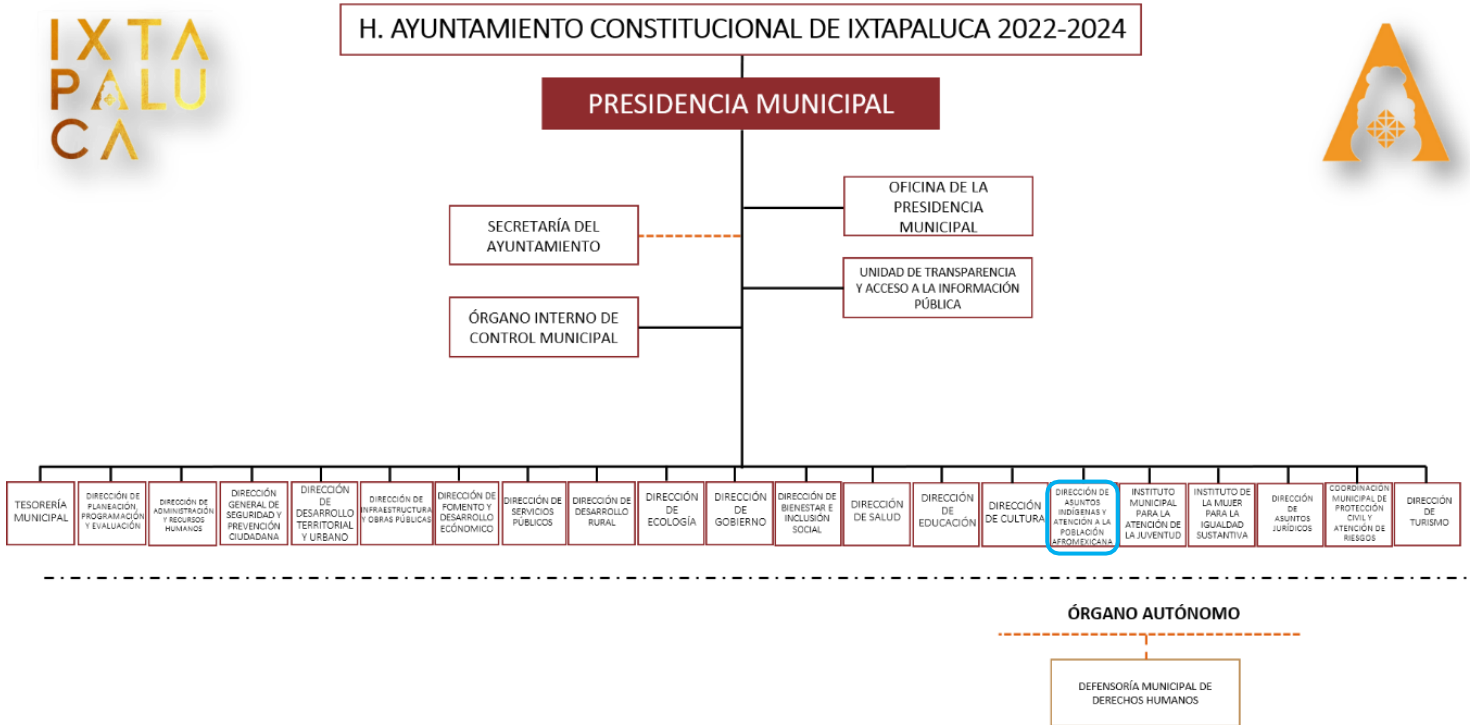 IXTA
PALU
CA
H. AYUNTAMIENTO CONSTITUCIONAL DE IXTAPALUCA 2022-2024
PRESIDENCIA MUNICIPAL
OFICINA DE LA
PRESIDENCIA
MUNICIPAL
SECRETARÍA DEL
AYUNTAMIENTO
UNIDAD DE TRANSPARENCIA
Y ACCESO A LA INFORMACIÓN
PÚBLICA
ÓRGANO INTERNO DE
CONTROL MUNICIPAL
TESORERÍA
MUNICIPAL
DIRECCIÓN DE
PLANEACIÓN,
PROGRAMACIÓN
Y EVALUACIÓN
DIRECCIÓN DE
ADMINISTRACIÓN
Y RECURSOS
HUMANOS
DIRECCIÓN
GENERAL DE
SEGURIDAD Y
PREVENCIÓN
CIUDADANA
DIRECCIÓN
DE
DESARROLLO
TERRITORIAL
Y URBANO
DIRECCIÓN DE
INFRAESTRUCTURA
Y OBRAS PÚBLICAS
DIRECCIÓN DE
FOMENTO Y
DESARROLLO
ECÓNOMICO
DIRECCIÓN DE
SERVICIOS
PÚBLICOS
DIRECCIÓN DE
DESARROLLO
RURAL
DIRECCIÓN
DE
ECOLOGÍA
DIRECCIÓN
DE
GOBIERNO
DIRECCIÓN DE
BIENESTAR E
INCLUSIÓN
SOCIAL
DIRECCIÓN
DE SALUD
DIRECCIÓN
DE
EDUCACIÓN
DIRECCIÓN
DE CULTURA
DIRECCIÓN DE
ASUNTOS
INDÍGENAS Y
ATENCIÓN A LA
POBLACIÓN
AFROMEXICANA
INSTITUTO
MUNICIPAL
PARA LA
ATENCIÓN DE
LA JUVENTUD
INSTITUTO DE
LA MUJER
PARA LA
IGUALDAD
SUSTANTIVA
DIRECCIÓN
DE
ASUNTOS
JURÍDICOS
COORDINACIÓN
MUNICIPAL DE
PROTECCIÓN
CIVIL Y
ATENCIÓN DE
RIESGOS
DIRECCIÓN
DE
TURISMO
ÓRGANO AUTÓNOMO
DEFENSORÍA MUNICIPAL DE
DERECHOS HUMANOS